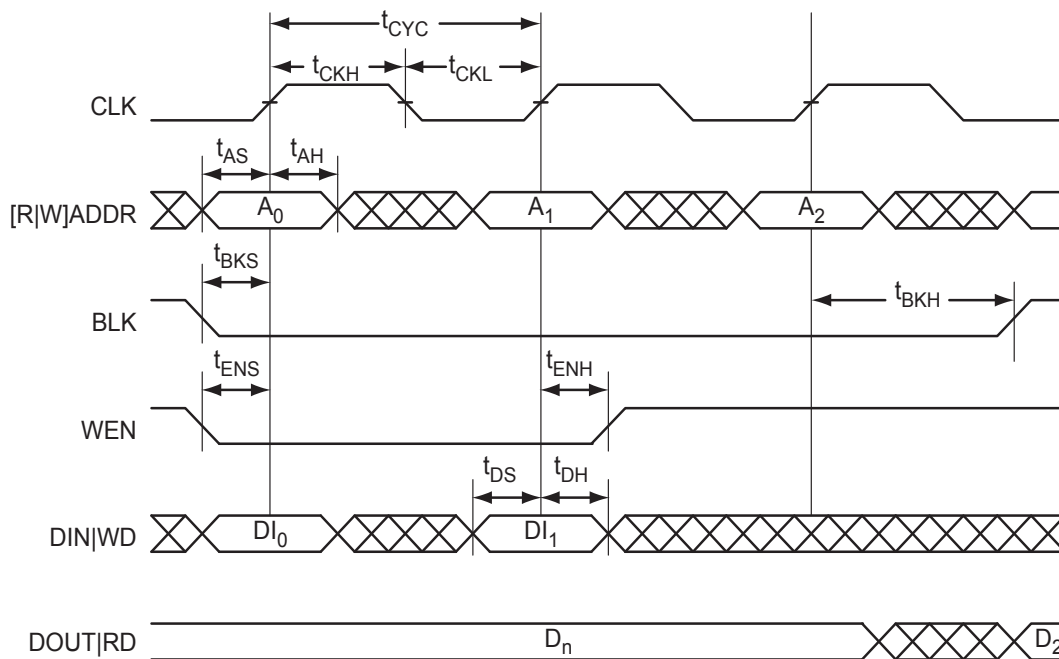 tCYC
tCKH tCKL
CLK
tAS tAH
[R|W]ADDR A0 A1 A2
tBKS
tBKH
BLK
tENS tENH
WEN
tDS tDH
DIN|WD DI0 DI1
DOUT|RD Dn D2